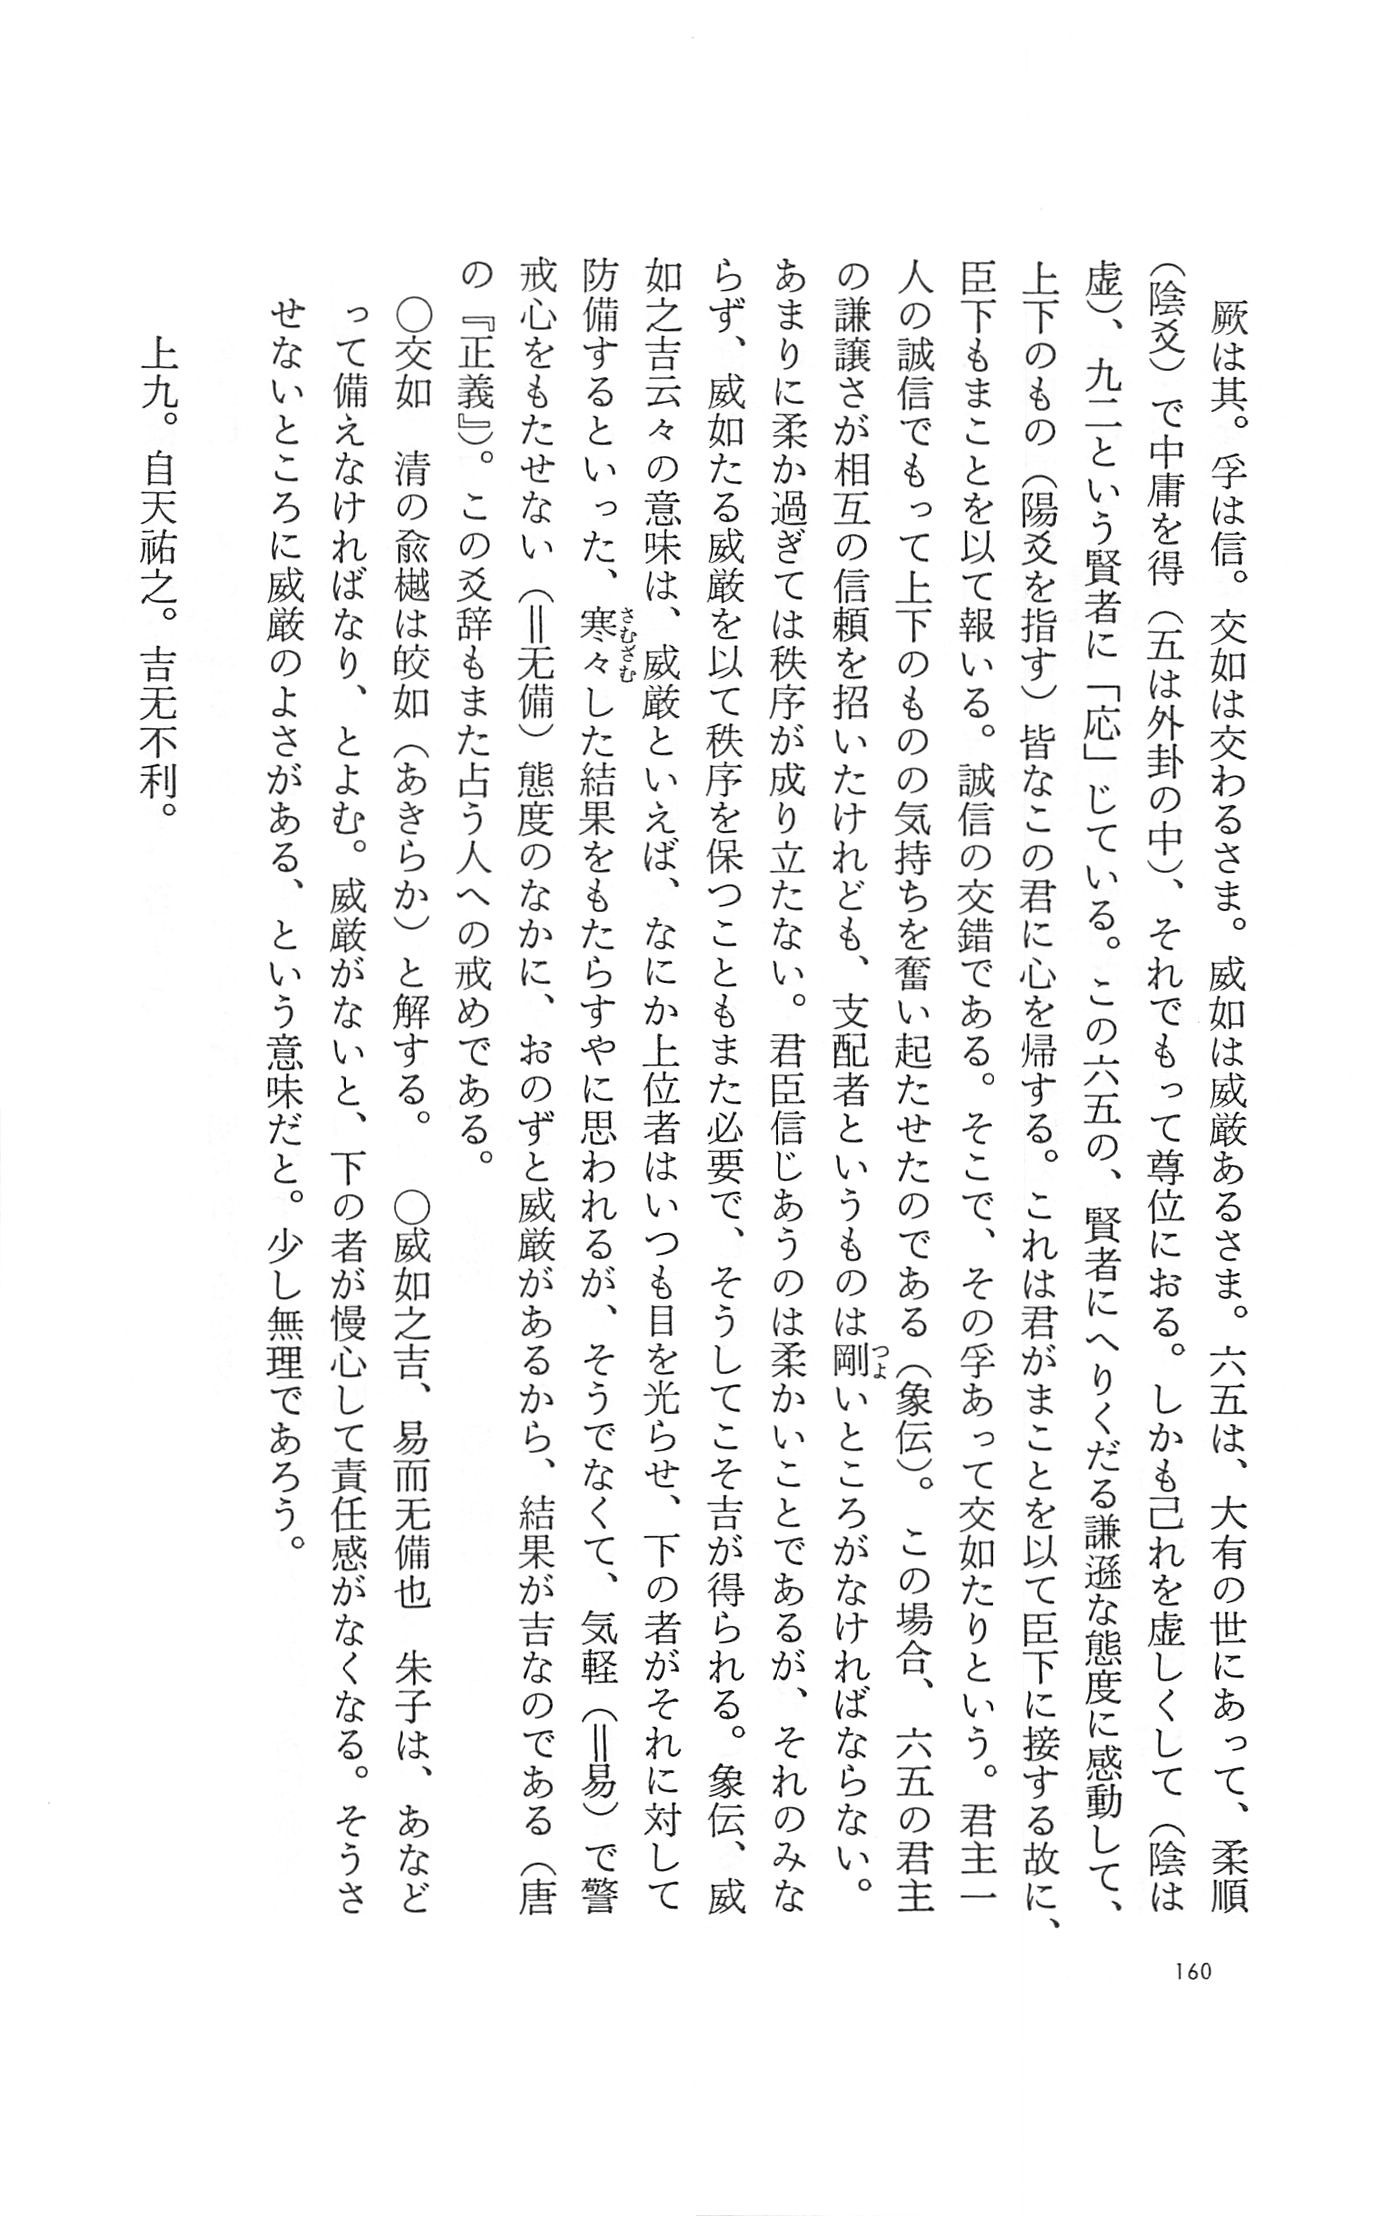 厥は其。孚は信。交如は交わるさま。威如は威厳あるさま。六五は、大有の世にあって、柔順
（陰爻）で中庸を得（五は外卦の中）、それでもって尊位におる。しかも己れを虚しくして（陰は
虚）、九二という賢者に「応」じている。この六五の、賢者にへりくだる謙遜な態度に感動して、
上下のもの（陽爻を指す）皆なこの君に心を帰する。これは君がまことを以て臣下に接する故に、
臣下もまことを以て報いる。誠信の交錯である。そこで、その孚あって交如たりという。君主一
人の誠信でもって上下のものの気持ちを奮い起たせたのである（象伝）。この場合、六五の君主
の謙譲さが相互の信頼を招いたけれども、支配者というものは剛いところがなければならない。
つよ
あまりに柔か過ぎては秩序が成り立たない。君臣信じあうのは柔かいことであるが、それのみな
らず、威如たる威厳を以て秩序を保つこともまた必要で、そうしてこそ吉が得られる。象伝、威
如之吉云々の意味は、威厳といえば、なにか上位者はいつも目を光らせ、下の者がそれに対して
防備するといった、寒々した結果をもたらすやに思われるが、そうでなくて、気軽（＝易）で警
さむざむ
戒心をもたせない（＝无備）態度のなかに、おのずと威厳があるから、結果が吉なのである（唐
の『正義』）。この爻辞もまた占う人への戒めである。
〇交如　清の兪樾は皎如（あきらか）と解する。　〇威如之吉、易而无備也　朱子は、あなど
って備えなければなり、とよむ。威厳がないと、下の者が慢心して責任感がなくなる。そうさ
せないところに威厳のよさがある、という意味だと。少し無理であろう。
上九。自天祐之。吉无不利。
160